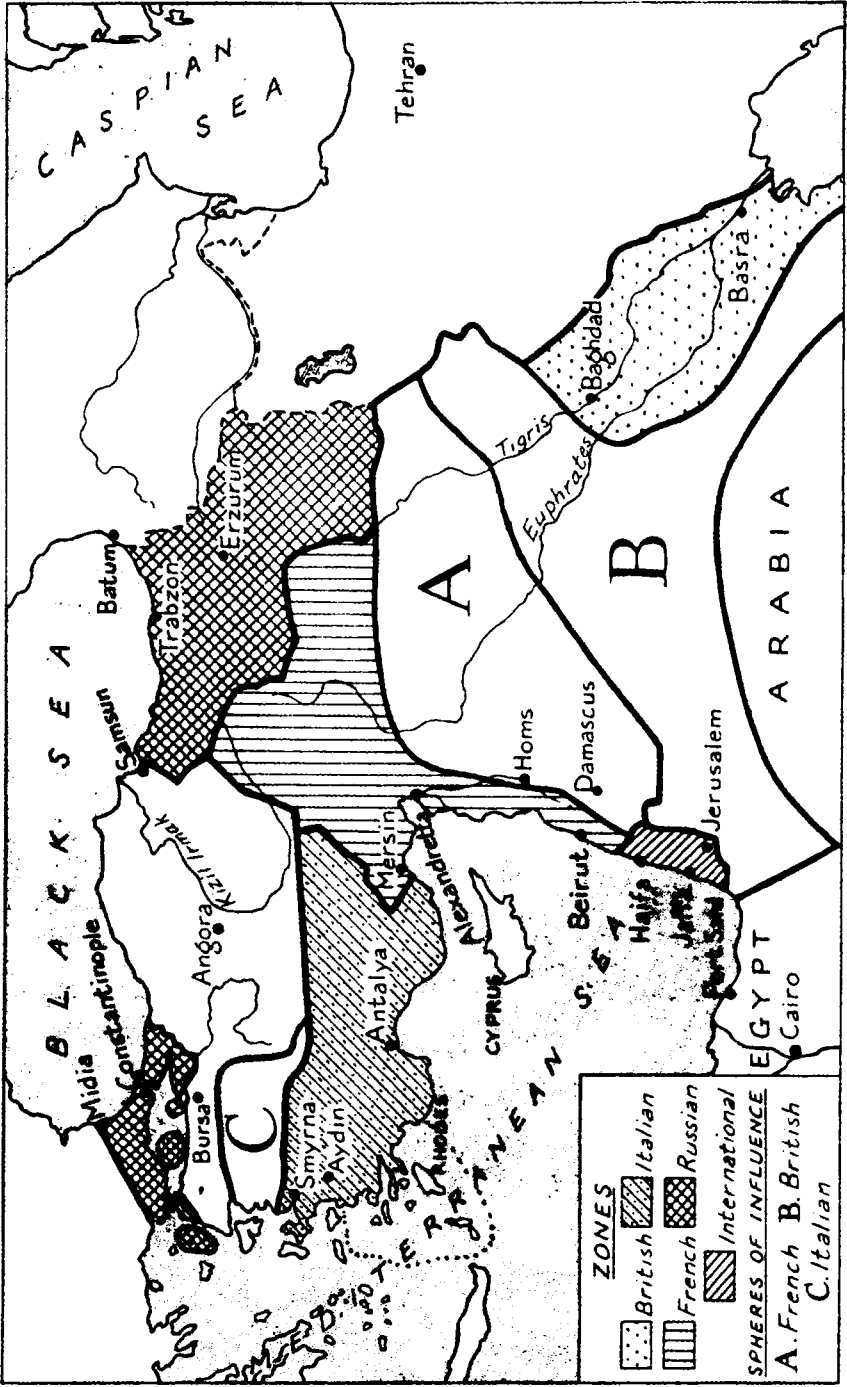 CASPIAN
SEA
Tehran
BLACK SEA
Batum
Trabzon
Erzurum
Samsun
Kizil Irmak
Angora
Midia
Constantinople
Bursa
C
Smyrna
Aydin
Antalya
Mersin
Alexandretta
RHODES
CYPRUS
MEDITERRANEAN
SEA
A
B
Tigris
Euphrates
Baghdad
Basra
Homs
Damascus
Beirut
Haifa
Jaffa
Jerusalem
Port Said
EGYPT
Cairo
ARABIA
ZONES
British Italian
French Russian
International
SPHERES OF INFLUENCE
A. French B. British
C. Italian